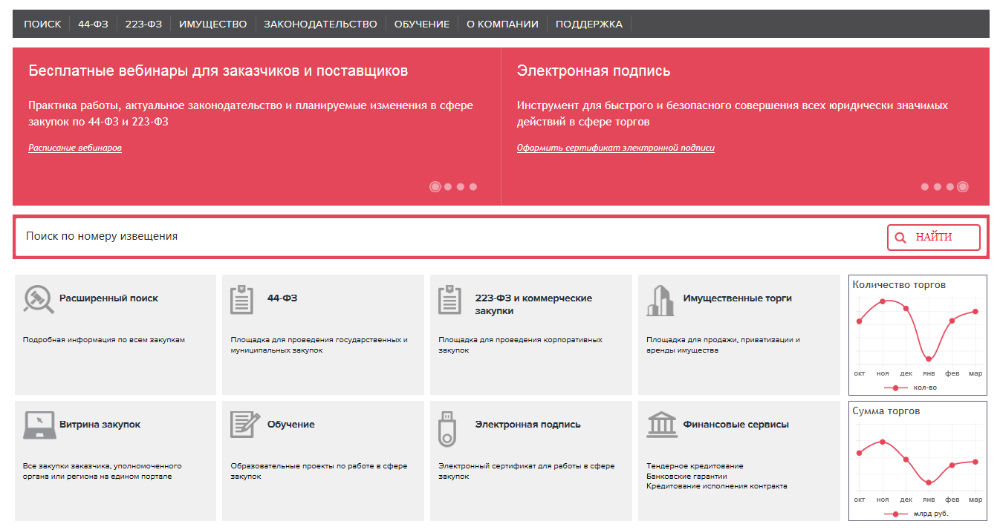 ПОИСК 44-ФЗ 223-ФЗ ИМУЩЕСТВО ЗАКОНОДАТЕЛЬСТВО ОБУЧЕНИЕ О КОМПАНИИ ПОДДЕРЖКА
Бесплатные вебинары для заказчиков и поставщиков
Практика работы, актуальное законодательство и планируемые изменения в сфере
закупок по 44-ФЗ и 223-ФЗ
Расписание вебинаров
Электронная подпись
Инструмент для быстрого и безопасного совершения всех юридически значимых
действий в сфере торгов
Оформить сертификат электронной подписи
Поиск по номеру извещения
НАЙТИ
Расширенный поиск
Подробная информация по всем закупкам
44-ФЗ
Площадка для проведения государственных и
муниципальных закупок
223-ФЗ и коммерческие
закупки
Площадка для проведения корпоративных
закупок
Имущественные торги
Площадка для продажи, приватизации и
аренды имущества
Количество торгов
окт ноя дек янв фев мар
кол-во
Витрина закупок
Все закупки заказчика, уполномоченного
органа или региона на едином портале
Обучение
Образовательные проекты по работе в сфере
закупок
Электронная подпись
Электронный сертификат для работы в сфере
закупок
Финансовые сервисы
Тендерное кредитование
Банковские гарантии
Кредитование исполнения контракта
Сумма торгов
окт ноя дек янв фев мар
млрд руб.